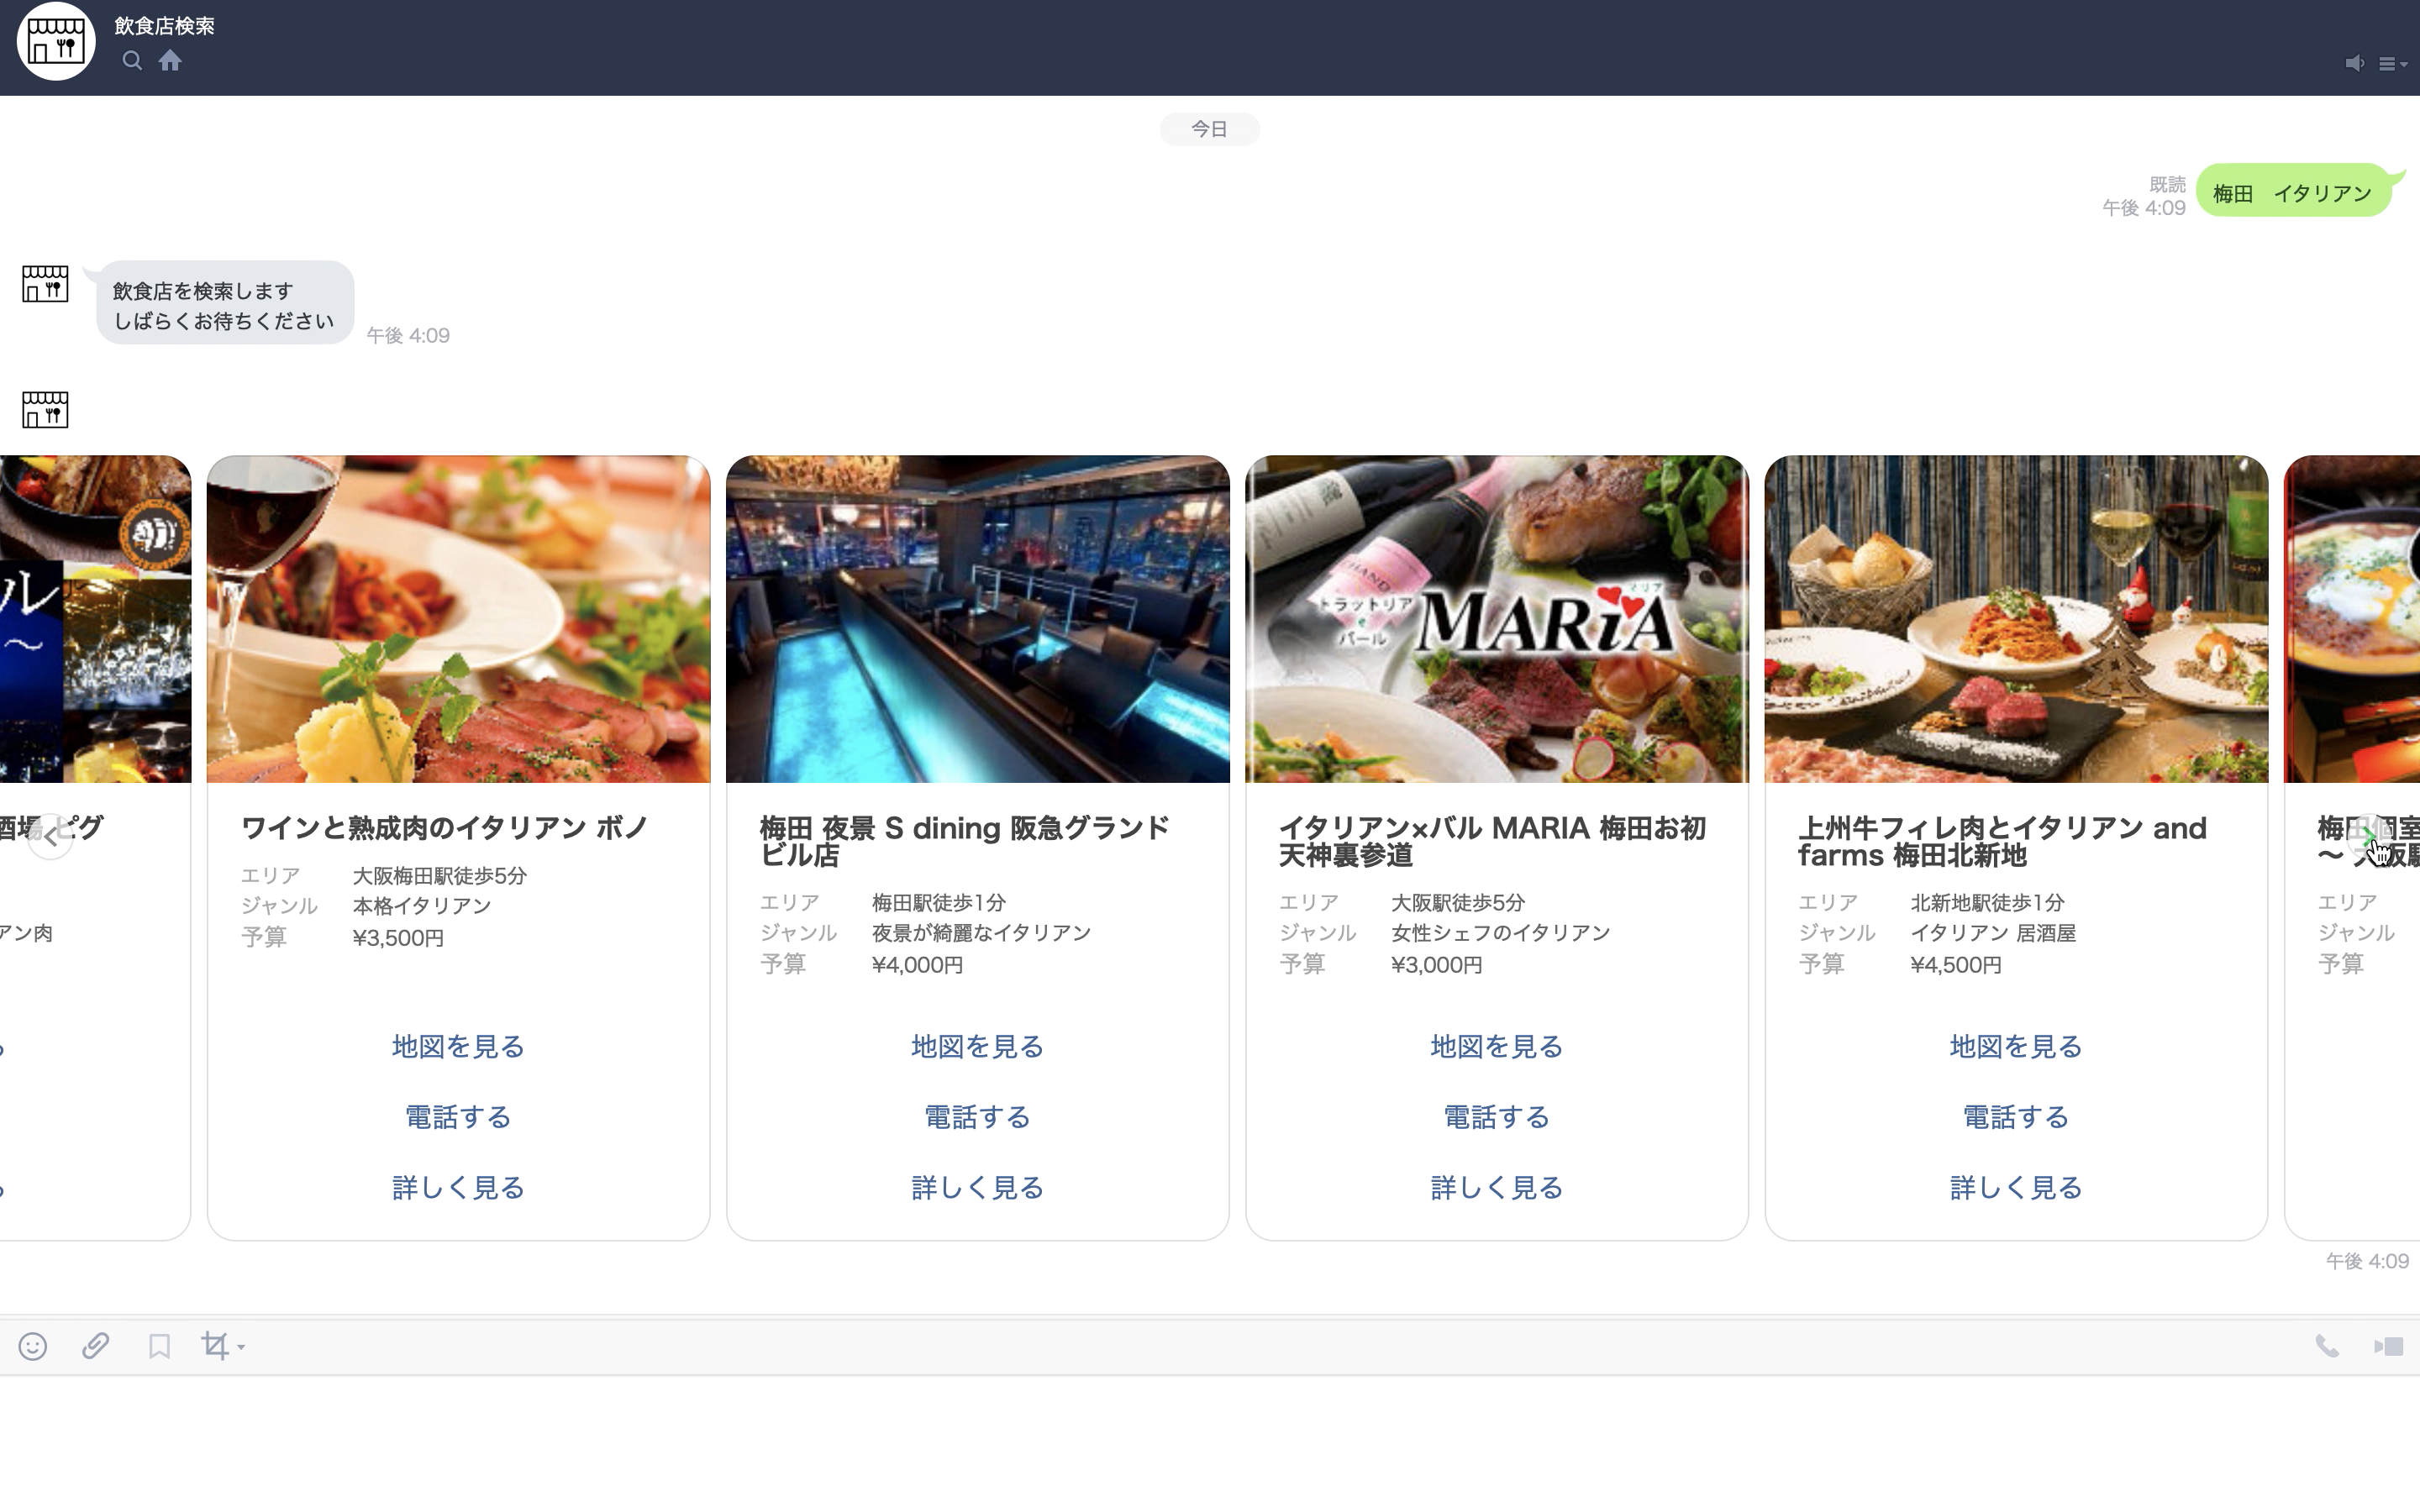 飲食店検索
今日
既読
午後 4:09
梅田　イタリアン
飲食店を検索します
しばらくお待ちください
午後 4:09
ル
～
酒場 ピグ
アン肉
ワインと熟成肉のイタリアン ボノ
エリア 大阪梅田駅徒歩5分
ジャンル 本格イタリアン
予算 ¥3,500円
地図を見る
電話する
詳しく見る
梅田 夜景 S dining 阪急グランド
ビル店
エリア 梅田駅徒歩1分
ジャンル 夜景が綺麗なイタリアン
予算 ¥4,000円
地図を見る
電話する
詳しく見る
CHANDON
トラットリア
e
バール
マリア
MARiA
イタリアン×バル MARIA 梅田お初
天神裏参道
エリア 大阪駅徒歩5分
ジャンル 女性シェフのイタリアン
予算 ¥3,000円
地図を見る
電話する
詳しく見る
上州牛フィレ肉とイタリアン and
farms 梅田北新地
エリア 北新地駅徒歩1分
ジャンル イタリアン 居酒屋
予算 ¥4,500円
地図を見る
電話する
詳しく見る
梅田個室
～ 大阪駅
エリア
ジャンル
予算
午後 4:09